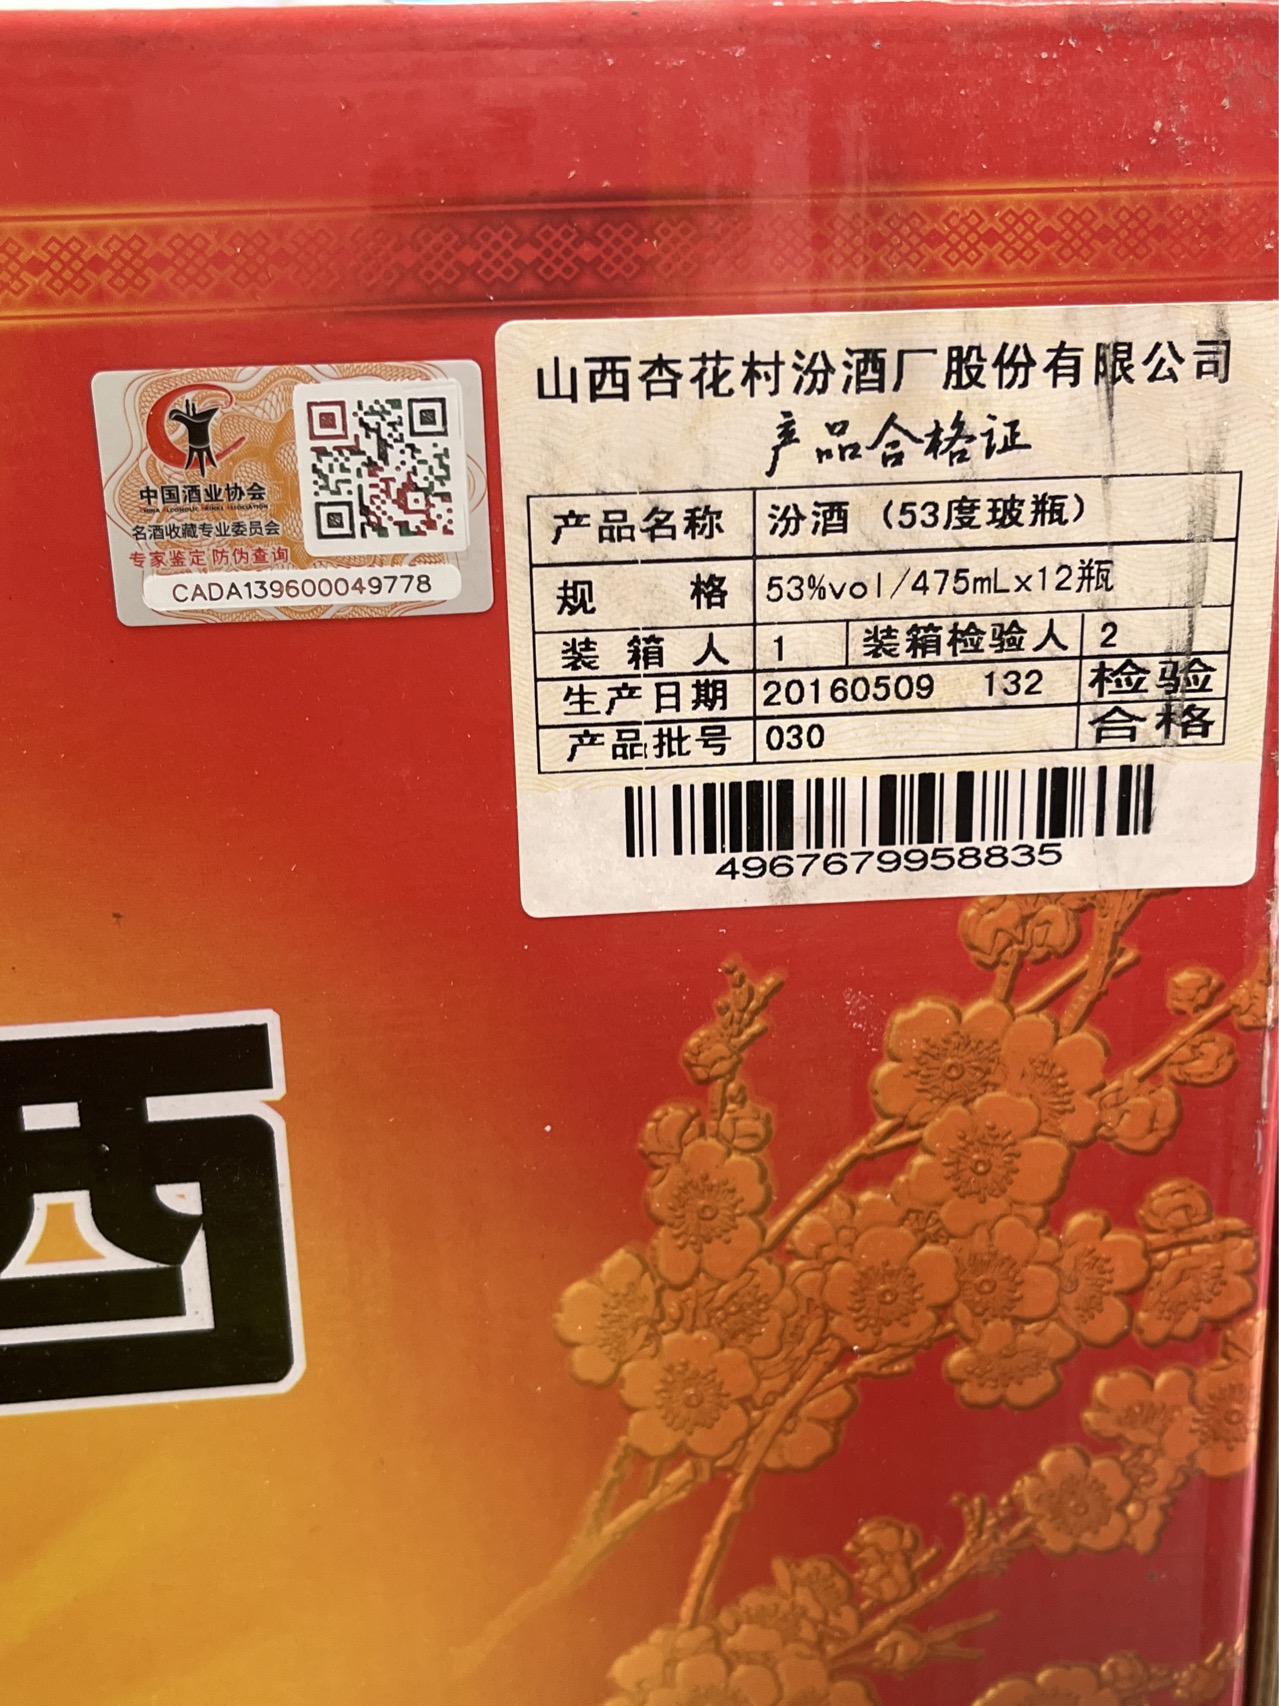 山西杏花村汾酒厂股份有限公司
产品合格证
产品名称 汾酒（53度玻瓶）
规格 53%vol/475mLx12瓶
装箱人 1 装箱检验人 2
生产日期 20160509 132 检验
产品批号 030 合格
4967679958835
中国酒业协会
CHINA ALCOHOLIC DRINKS ASSOCIATION
名酒收藏专业委员会
专家鉴定 防伪查询
CADA139600049778
西